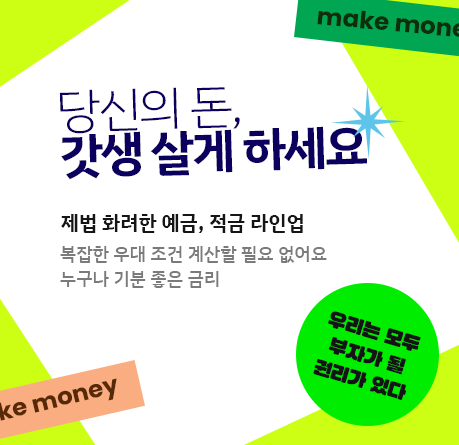 make mone
당신의 돈,
갓생 살게 하세요
제법 화려한 예금, 적금 라인업
복잡한 우대 조건 계산할 필요 없어요
누구나 기분 좋은 금리
우리는 모두
부자가 될
권리가 있다
ke money